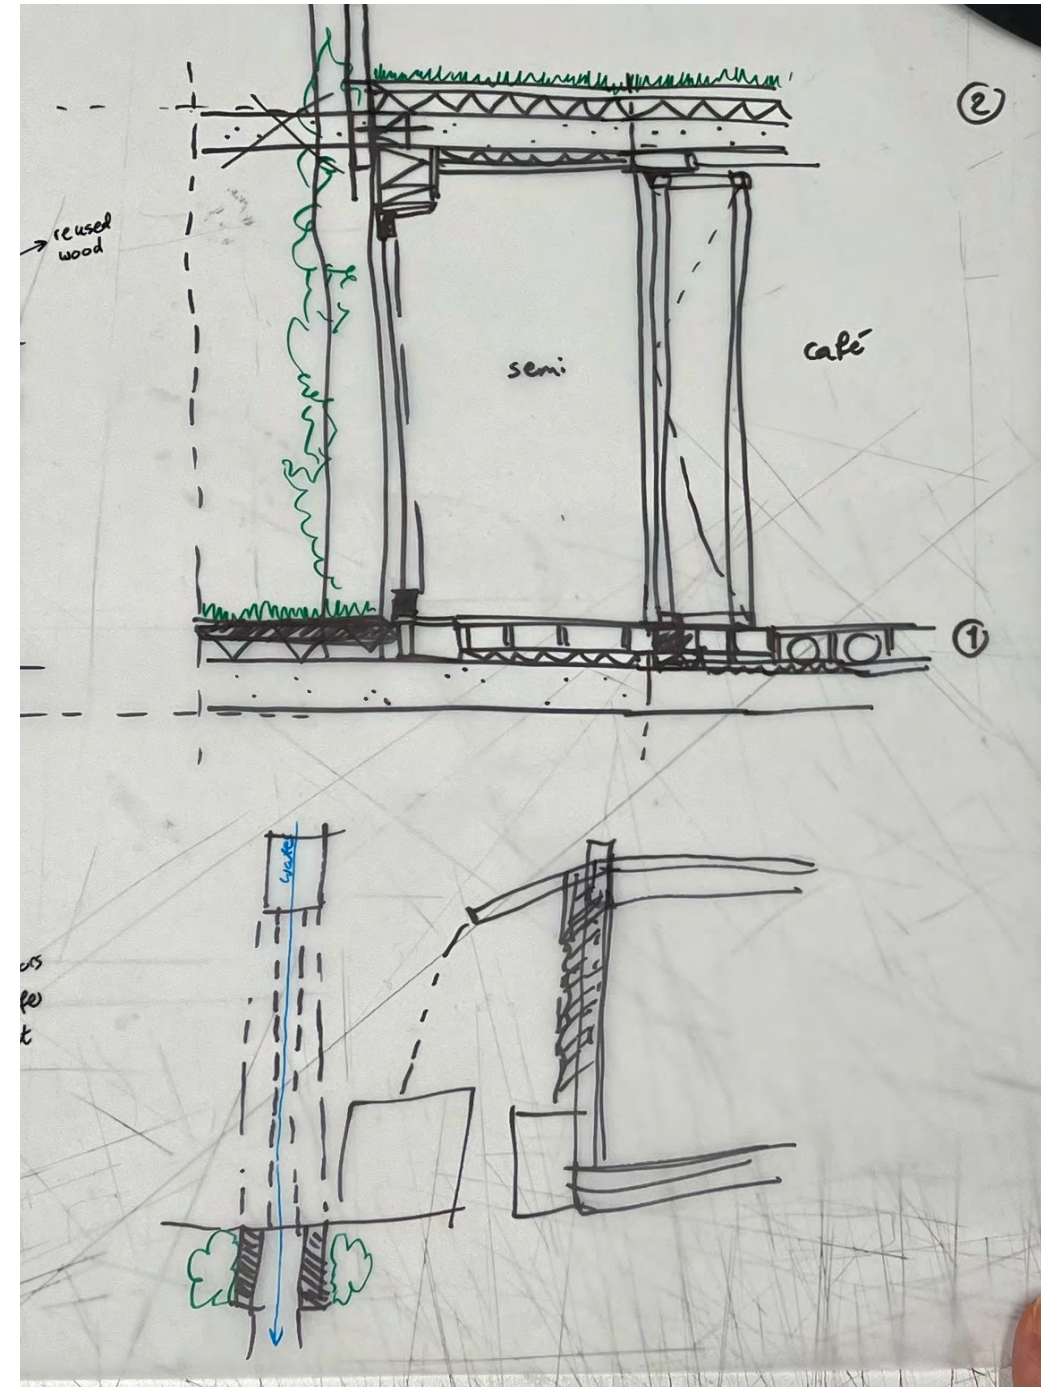 ②
reused
wood
café
semi
①
water